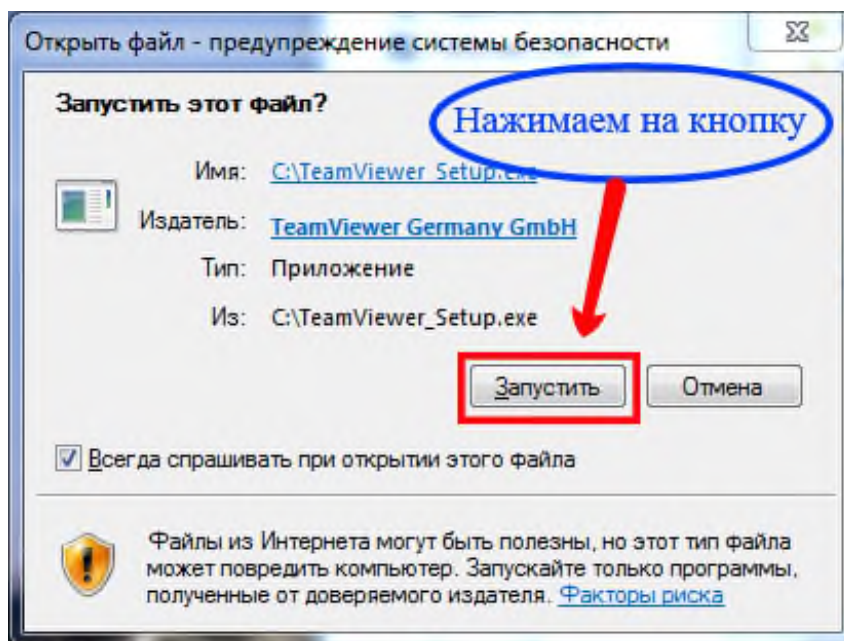 Открыть файл - предупреждение системы безопасности
Запустить этот файл?
Нажимаем на кнопку
Имя: C:\TeamViewer_Setup.exe
Издатель: TeamViewer Germany GmbH
Тип: Приложение
Из: C:\TeamViewer_Setup.exe
Запустить Отмена
Всегда спрашивать при открытии этого файла
Файлы из Интернета могут быть полезны, но этот тип файла
может повредить компьютер. Запускайте только программы,
полученные от доверяемого издателя. Факторы риска